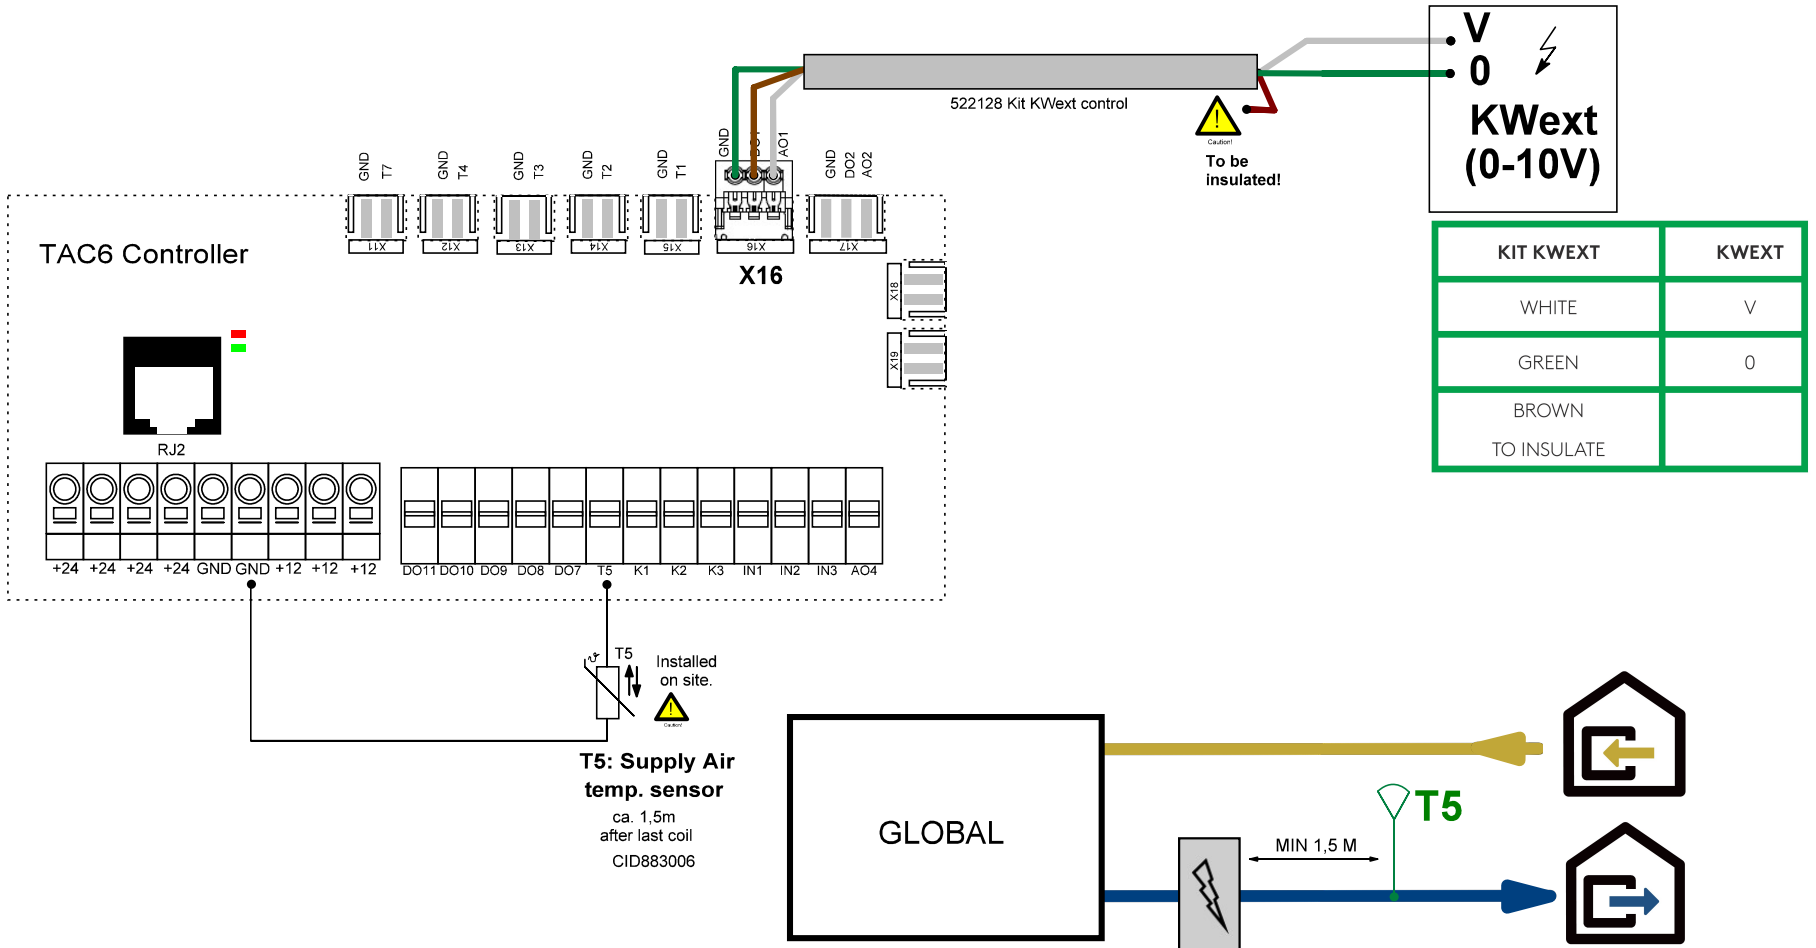 V
0
KWext
(0-10V)
522128 Kit KWext control
Caution!
To be
insulated!
GND
T7
GND
T4
GND
T3
GND
T2
GND
T1
GND
DO1
AO1
GND
DO2
AO2
X11
X12
X13
X14
X15
X16
X17
X16
X18
X19
TAC6 Controller
RJ2
KIT KWEXT KWEXT
WHITE V
GREEN 0
BROWN
TO INSULATE
+24 +24 +24 +24 GND GND +12 +12 +12
DO11 DO10 DO9 DO8 DO7 T5 K1 K2 K3 IN1 IN2 IN3 AO4
T5
Installed
on site.
Caution!
T5: Supply Air
temp. sensor
ca. 1,5m
after last coil
CID883006
GLOBAL
T5
MIN 1,5 M